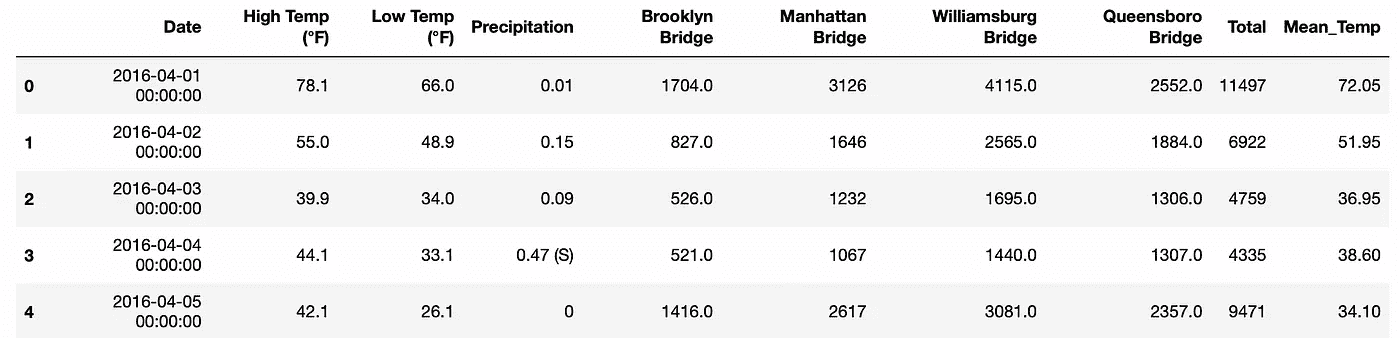 Date High Temp (°F) Low Temp (°F) Precipitation Brooklyn Bridge Manhattan Bridge Williamsburg Bridge Queensboro Bridge Total Mean_Temp
0 2016-04-01 00:00:00 78.1 66.0 0.01 1704.0 3126 4115.0 2552.0 11497 72.05
1 2016-04-02 00:00:00 55.0 48.9 0.15 827.0 1646 2565.0 1884.0 6922 51.95
2 2016-04-03 00:00:00 39.9 34.0 0.09 526.0 1232 1695.0 1306.0 4759 36.95
3 2016-04-04 00:00:00 44.1 33.1 0.47 (S) 521.0 1067 1440.0 1307.0 4335 38.60
4 2016-04-05 00:00:00 42.1 26.1 0 1416.0 2617 3081.0 2357.0 9471 34.10